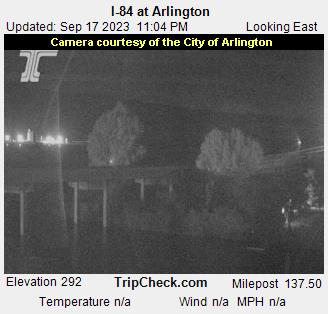 I-84 at Arlington
Updated: Sep 17 2023 11:04 PM Looking East
Camera courtesy of the City of Arlington
Elevation 292 TripCheck.com Milepost 137.50
Temperature n/a Wind n/a MPH n/a